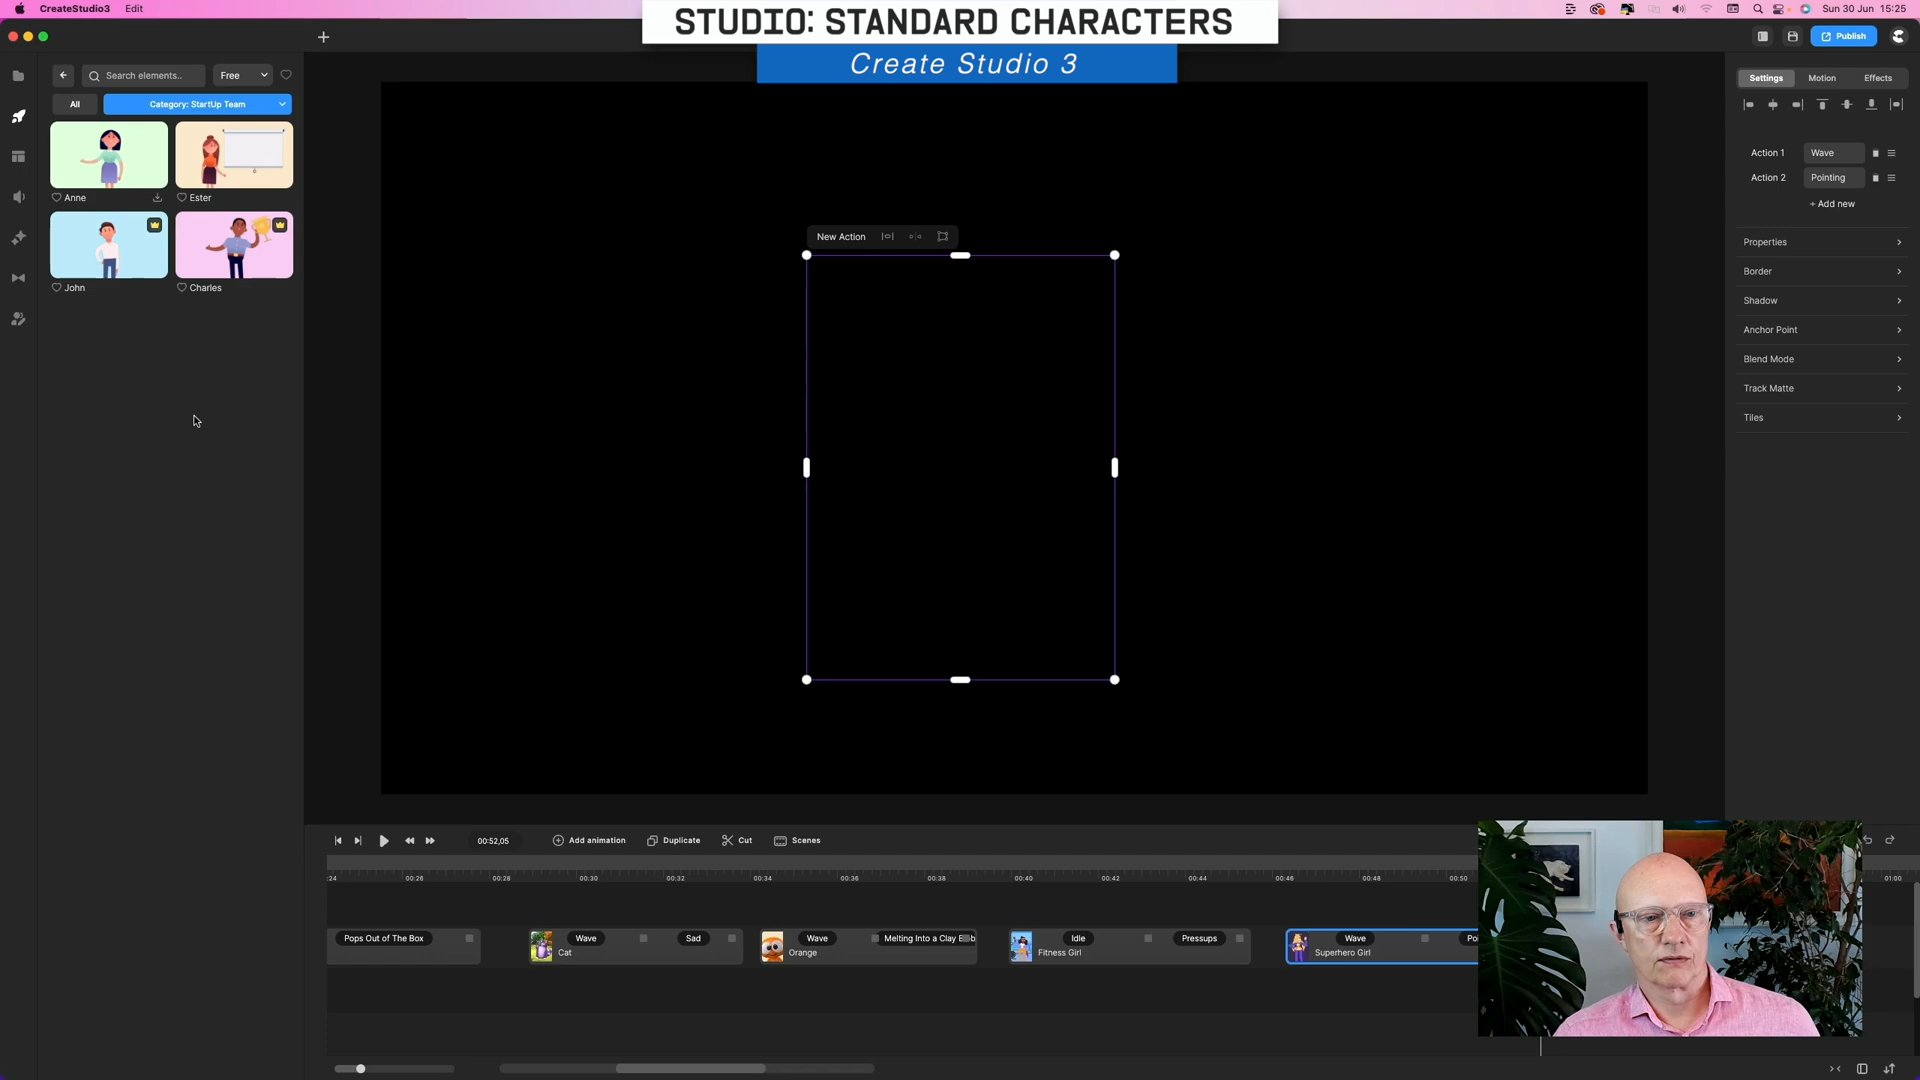 CreateStudio3 Edit
Sun 30 Jun 15:25
STUDIO: STANDARD CHARACTERS
Create Studio 3
Publish
Search elements..
Free
All
Category: StartUp Team
Anne
Ester
John
Charles
New Action
Settings Motion Effects
Action 1 Wave
Action 2 Pointing
+ Add new
Properties
Border
Shadow
Anchor Point
Blend Mode
Track Matte
Tiles
00:52,05
Add animation
Duplicate
Cut
Scenes
:24 00:26 00:28 00:30 00:32 00:34 00:36 00:38 00:40 00:42 00:44 00:46 00:48 00:50 01:00
Pops Out of The Box
Wave Sad
Cat
Wave Melting Into a Clay
Orange
Idle Pressups
Fitness Girl
Wave Poi
Superhero Girl